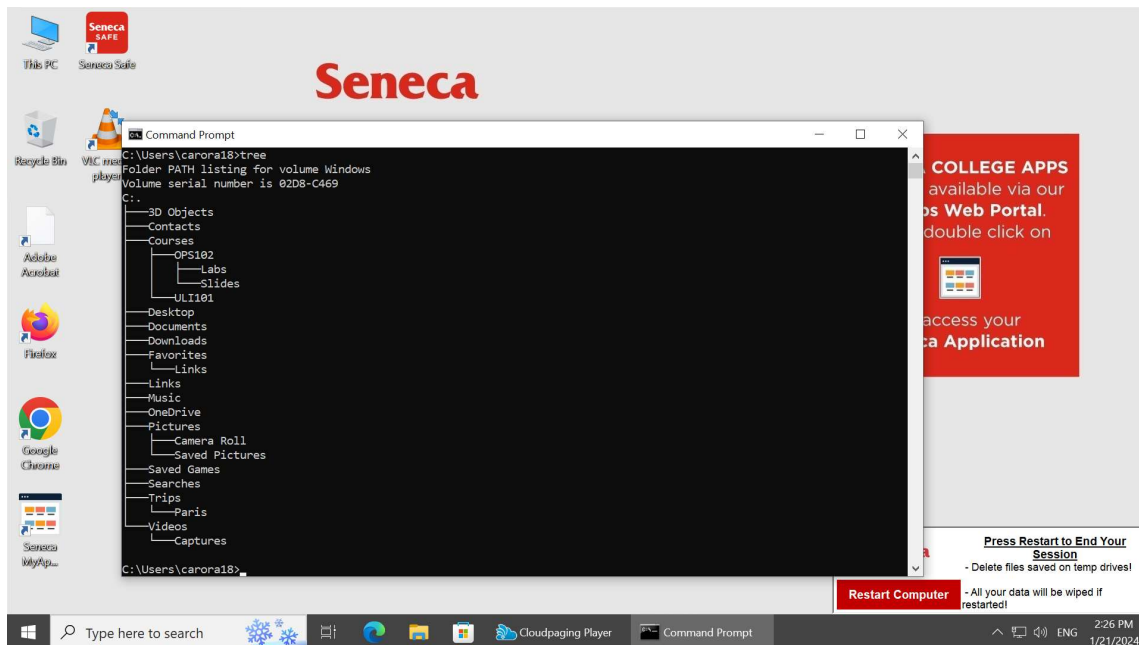 Seneca
SAFE
This PC
Seneca Safe
Seneca
Recycle Bin
VLC
player
Adobe
Acrobat
Firefox
Google
Chrome
Seneca
MyAp...
Command Prompt
C:\Users\carora18>tree
Folder PATH listing for volume Windows
Volume serial number is 02D8-C469
C:.
├───3D Objects
├───Contacts
├───Courses
│   ├───OPS102
│   │   ├───Labs
│   │   └───Slides
│   └───ULI101
├───Desktop
├───Documents
├───Downloads
├───Favorites
│   └───Links
├───Links
├───Music
├───OneDrive
├───Pictures
│   ├───Camera Roll
│   └───Saved Pictures
├───Saved Games
├───Searches
├───Trips
│   └───Paris
└───Videos
    └───Captures
C:\Users\carora18>_
COLLEGE APPS
available via our
Web Portal.
double click on
access your
Application
Press Restart to End Your
Session
- Delete files saved on temp drives!
Restart Computer
- All your data will be wiped if
restarted!
Type here to search
Cloudpaging Player
Command Prompt
ENG
2:26 PM
1/21/2024